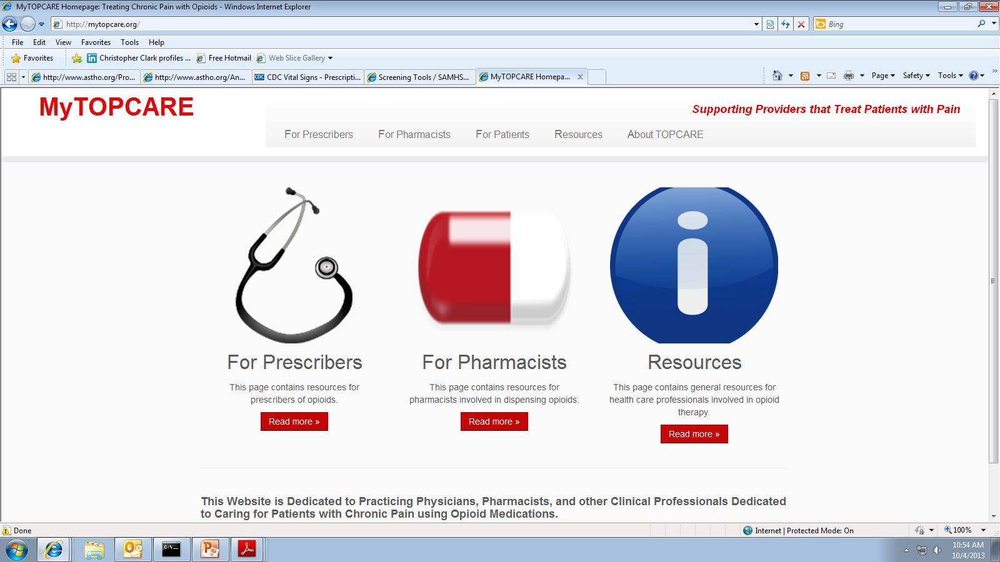 MyTOPCARE Homepage: Treating Chronic Pain with Opioids - Windows Internet Explorer
http://mytopcare.org/
Bing
File Edit View Favorites Tools Help
Favorites Christopher Clark profiles ... Free Hotmail Web Slice Gallery
http://www.astho.org/Pro... http://www.astho.org/An... CDC CDC Vital Signs - Prescripti... Screening Tools / SAMHS... MyTOPCARE Homepa... Page Safety Tools
MyTOPCARE
Supporting Providers that Treat Patients with Pain
For Prescribers For Pharmacists For Patients Resources About TOPCARE
For Prescribers
This page contains resources for
prescribers of opioids.
Read more »
For Pharmacists
This page contains resources for
pharmacists involved in dispensing opioids.
Read more »
Resources
This page contains general resources for
health care professionals involved in opioid
therapy.
Read more »
This Website is Dedicated to Practicing Physicians, Pharmacists, and other Clinical Professionals Dedicated
to Caring for Patients with Chronic Pain using Opioid Medications.
Done Internet | Protected Mode: On 100%
10:54 AM
10/4/2013